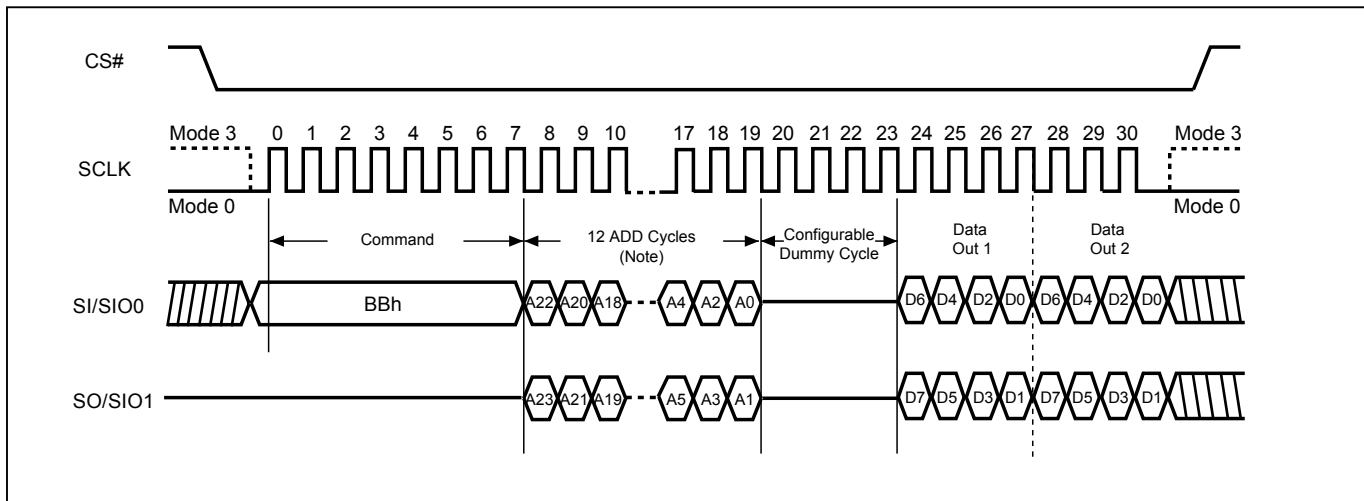 CS#
Mode 3 0 1 2 3 4 5 6 7 8 9 10 17 18 19 20 21 22 23 24 25 26 27 28 29 30 Mode 3
SCLK
Mode 0 Mode 0
Command 12 ADD Cycles Configurable Data Data
(Note) Dummy Cycle Out 1 Out 2
SI/SIO0 BBh A22 A20 A18 A4 A2 A0 D6 D4 D2 D0 D6 D4 D2 D0
SO/SIO1 A23 A21 A19 A5 A3 A1 D7 D5 D3 D1 D7 D5 D3 D1